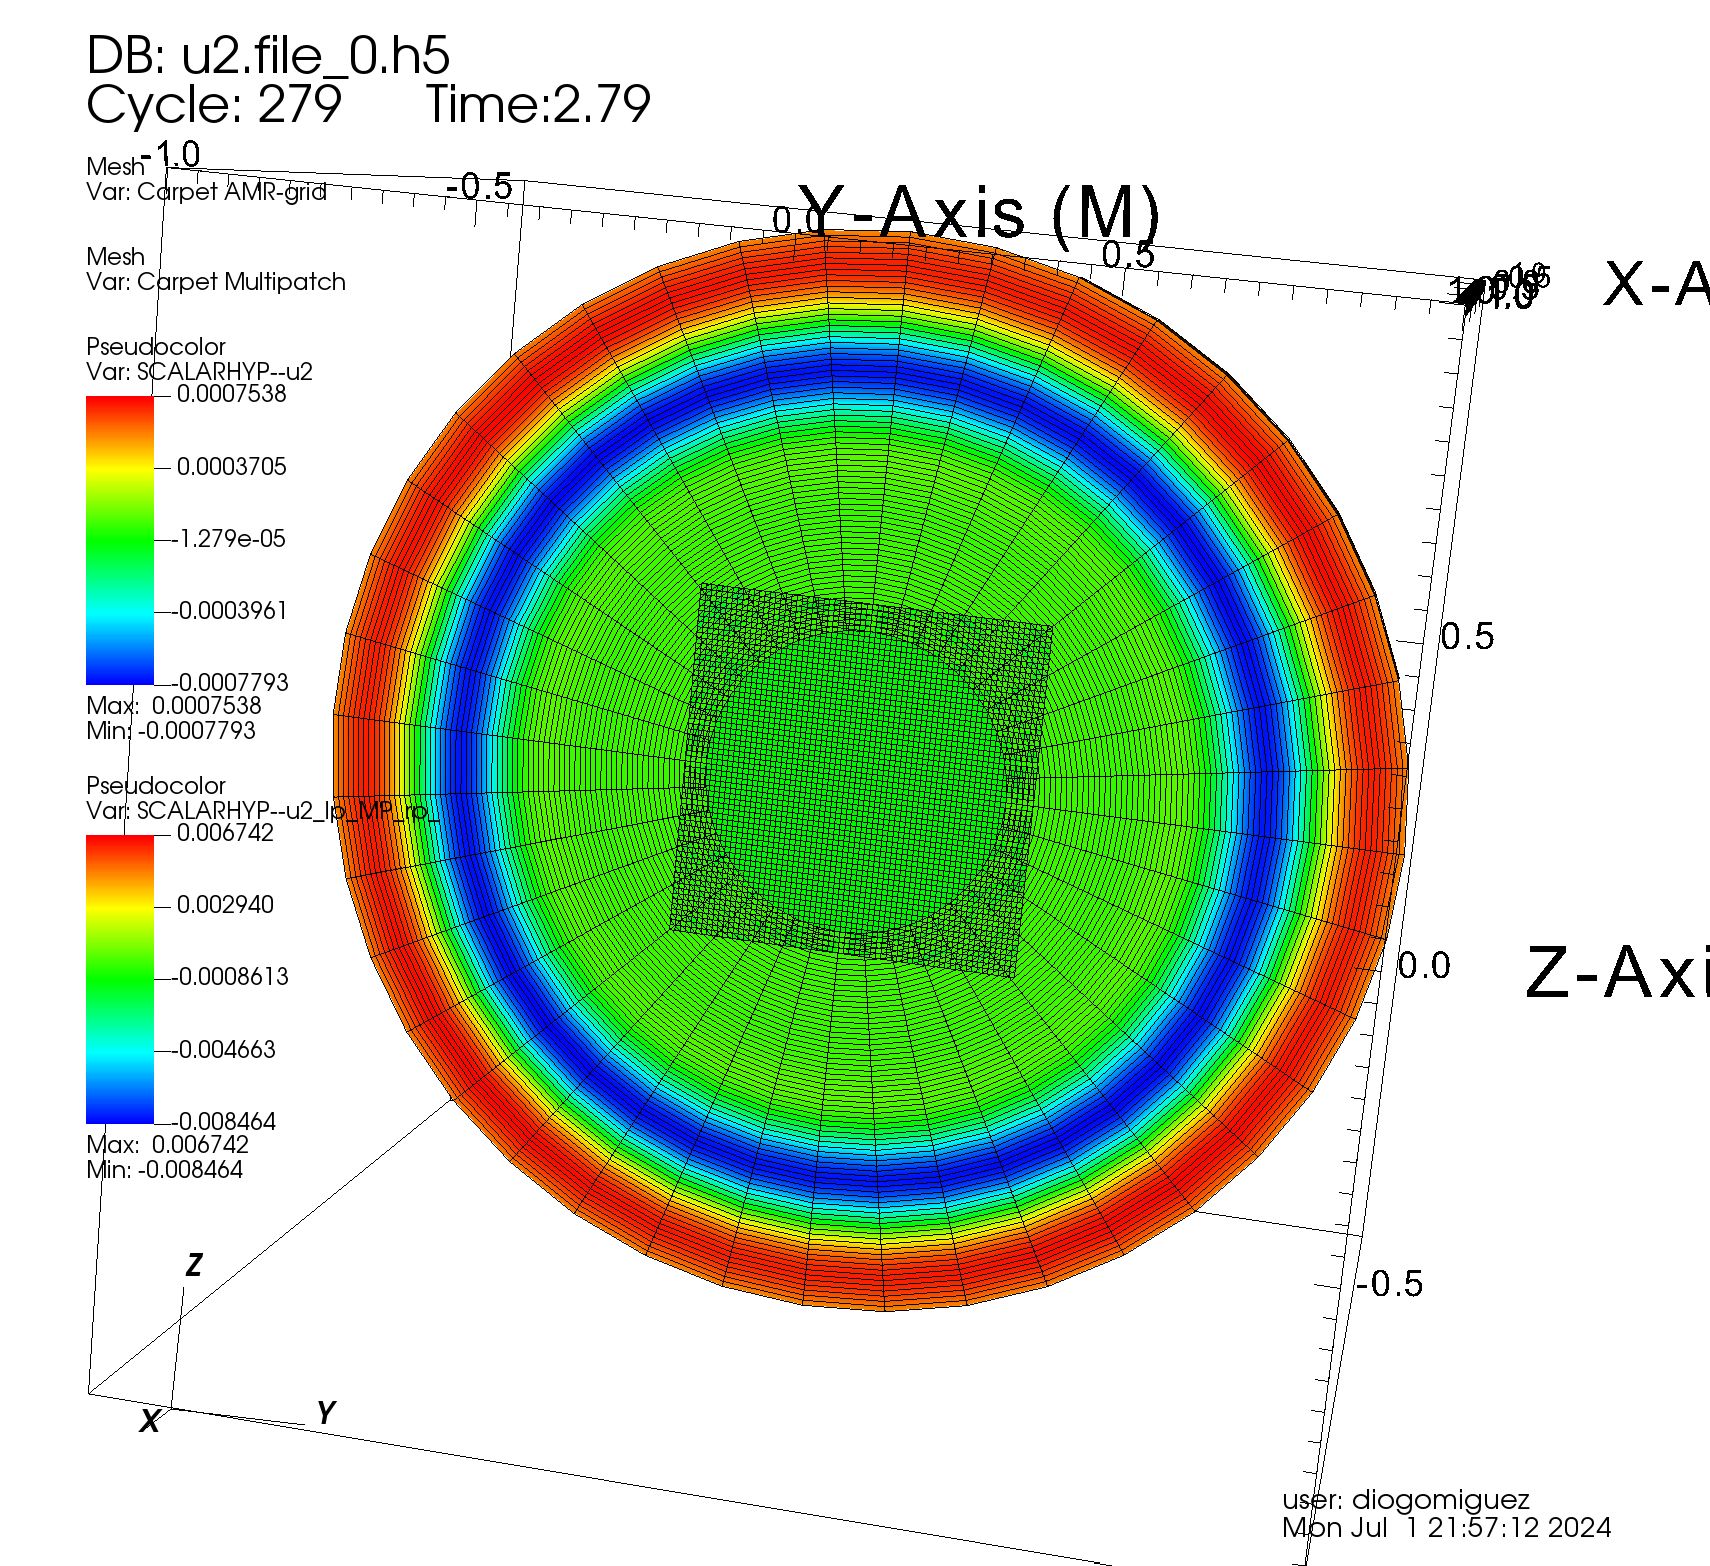 DB: u2.file_0.h5
Cycle: 279 Time:2.79
Mesh
Var: Carpet AMR-grid
Mesh
Var: Carpet Multipatch
Pseudocolor
Var: SCALARHYP--u2
0.0007538
0.0003705
-1.279e-05
-0.0003961
-0.0007793
Max: 0.0007538
Min: -0.0007793
Pseudocolor
Var: SCALARHYP--u2_lp_MP_ro_
0.006742
0.002940
-0.0008613
-0.004663
-0.008464
Max: 0.006742
Min: -0.008464
-1.0
-0.5
0.0
0.5
Y-Axis (M)
X-A
0.5
0.0
-0.5
Z-Axi
Z
Y
X
user: diogomiguez
Mon Jul 1 21:57:12 2024